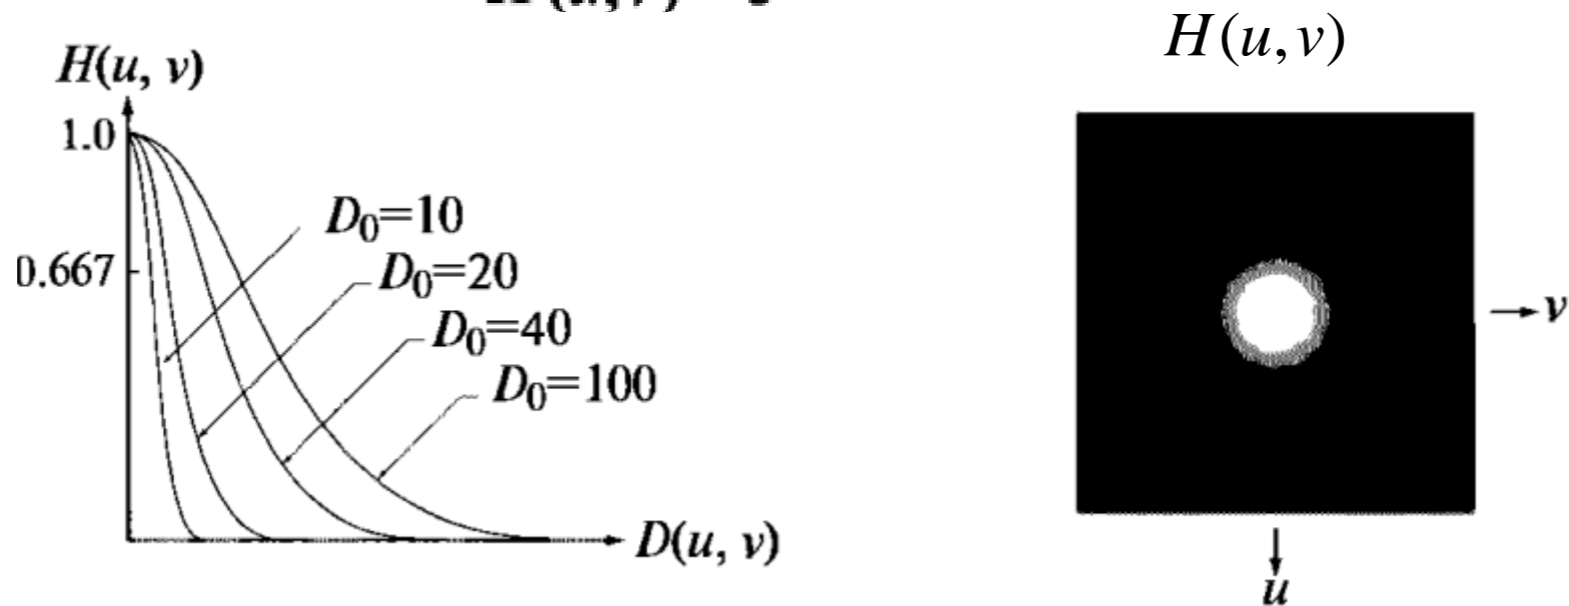 H(u, v)
1.0
0.667
D₀=10
D₀=20
D₀=40
D₀=100
D(u, v)
H(u,v)
v
u